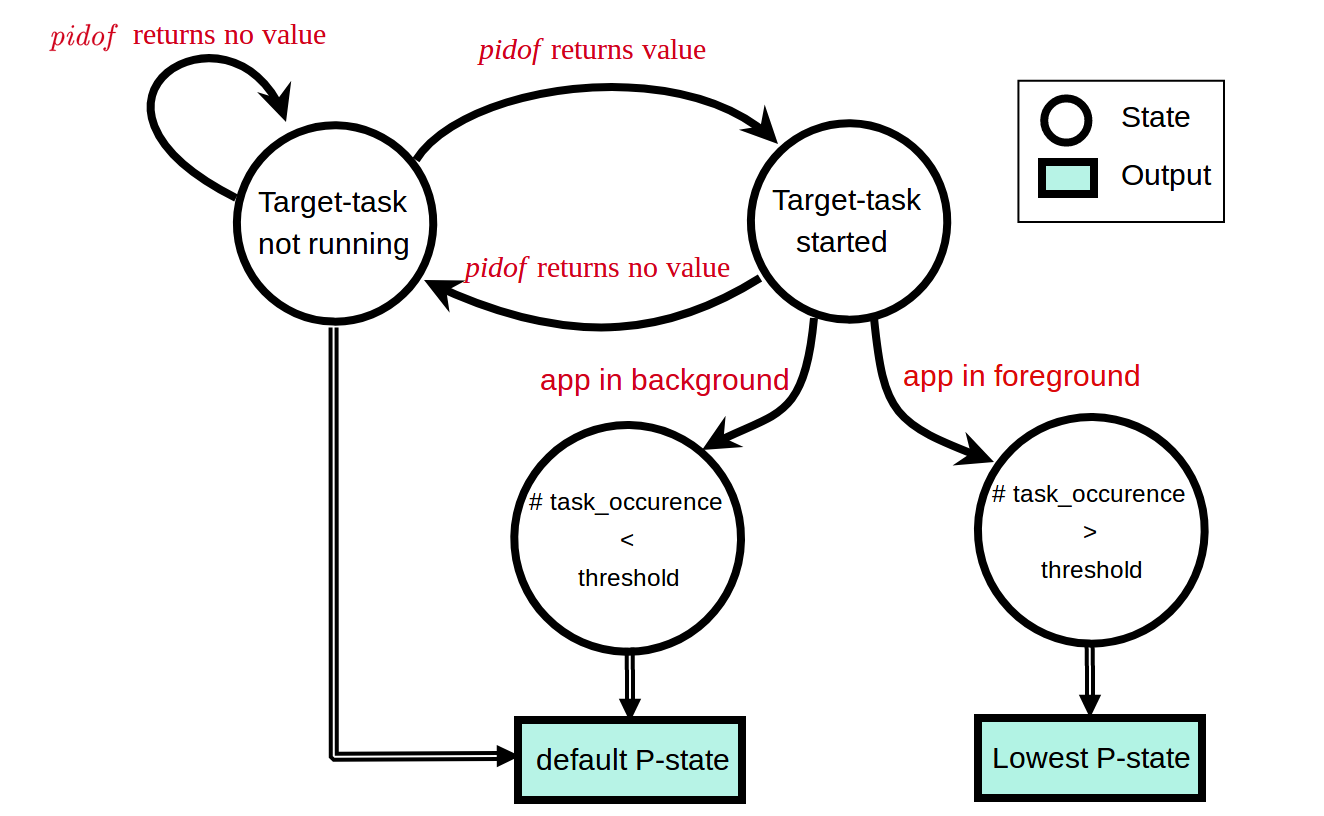 pidof returns no value
pidof returns value
State
Output
Target-task
not running
Target-task
started
pidof returns no value
app in background
app in foreground
# task_occurence
<
threshold
# task_occurence
>
threshold
default P-state
Lowest P-state